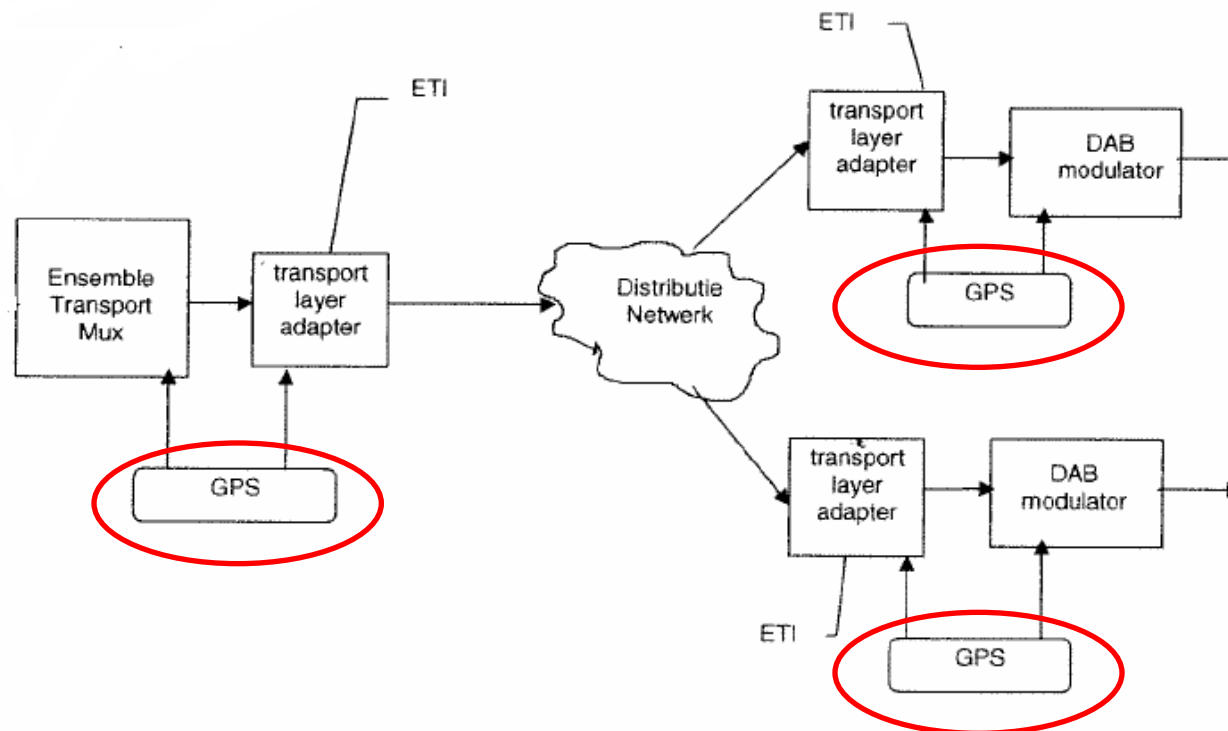 ETI
ETI
transport
layer
adapter
DAB
modulator
GPS
Ensemble
Transport
Mux
transport
layer
adapter
GPS
Distributie
Netwerk
transport
layer
adapter
DAB
modulator
ETI
GPS